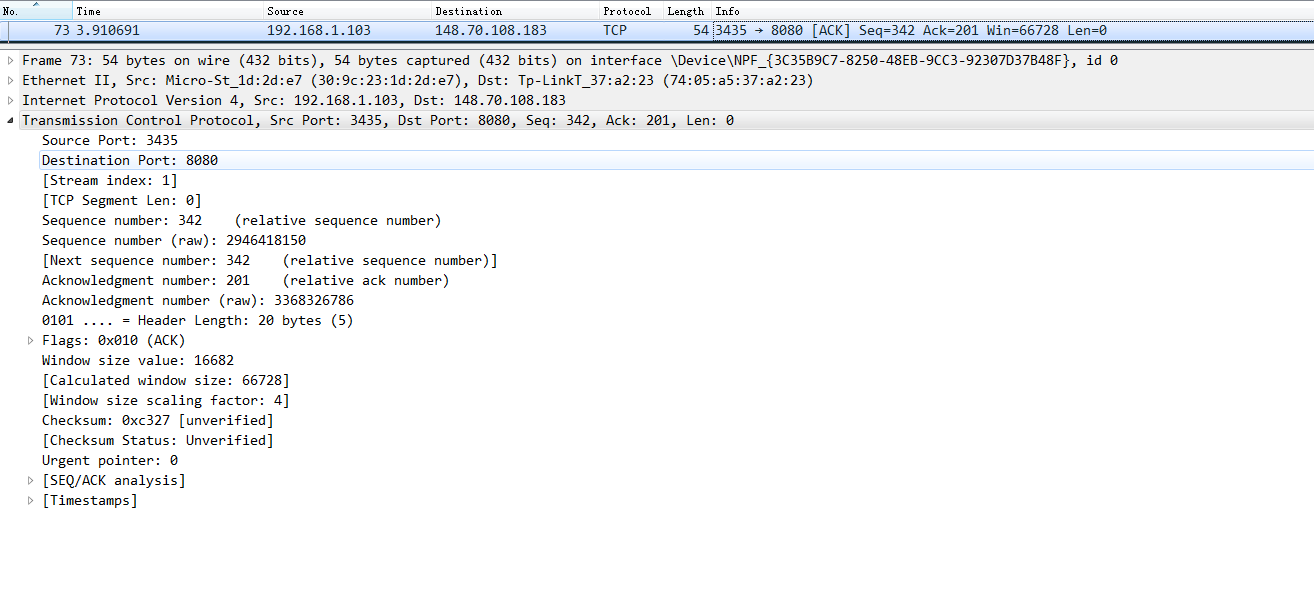 No. Time Source Destination Protocol Length Info
73 3.910691 192.168.1.103 148.70.108.183 TCP 54 3435 → 8080 [ACK] Seq=342 Ack=201 Win=66728 Len=0
Frame 73: 54 bytes on wire (432 bits), 54 bytes captured (432 bits) on interface \Device\NPF_{3C35B9C7-8250-48EB-9CC3-92307D37B48F}, id 0
Ethernet II, Src: Micro-St_1d:2d:e7 (30:9c:23:1d:2d:e7), Dst: Tp-LinkT_37:a2:23 (74:05:a5:37:a2:23)
Internet Protocol Version 4, Src: 192.168.1.103, Dst: 148.70.108.183
Transmission Control Protocol, Src Port: 3435, Dst Port: 8080, Seq: 342, Ack: 201, Len: 0
Source Port: 3435
Destination Port: 8080
[Stream index: 1]
[TCP Segment Len: 0]
Sequence number: 342    (relative sequence number)
Sequence number (raw): 2946418150
[Next sequence number: 342    (relative sequence number)]
Acknowledgment number: 201    (relative ack number)
Acknowledgment number (raw): 3368326786
0101 .... = Header Length: 20 bytes (5)
Flags: 0x010 (ACK)
Window size value: 16682
[Calculated window size: 66728]
[Window size scaling factor: 4]
Checksum: 0xc327 [unverified]
[Checksum Status: Unverified]
Urgent pointer: 0
[SEQ/ACK analysis]
[Timestamps]